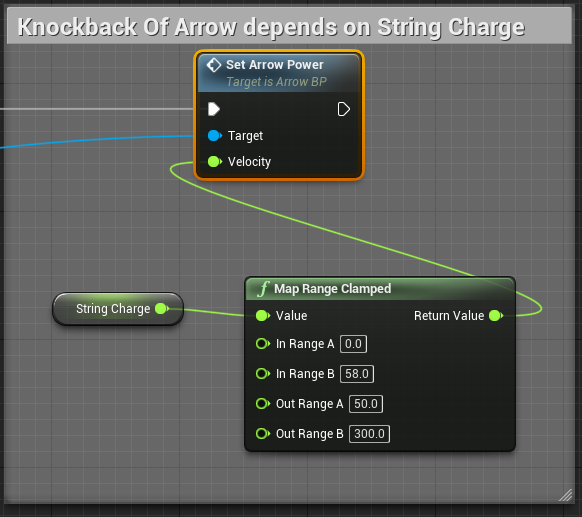 Knockback Of Arrow depends on String Charge
Set Arrow Power
Target is Arrow BP
Target
Velocity
f Map Range Clamped
String Charge
Value
Return Value
In Range A 0.0
In Range B 58.0
Out Range A 50.0
Out Range B 300.0